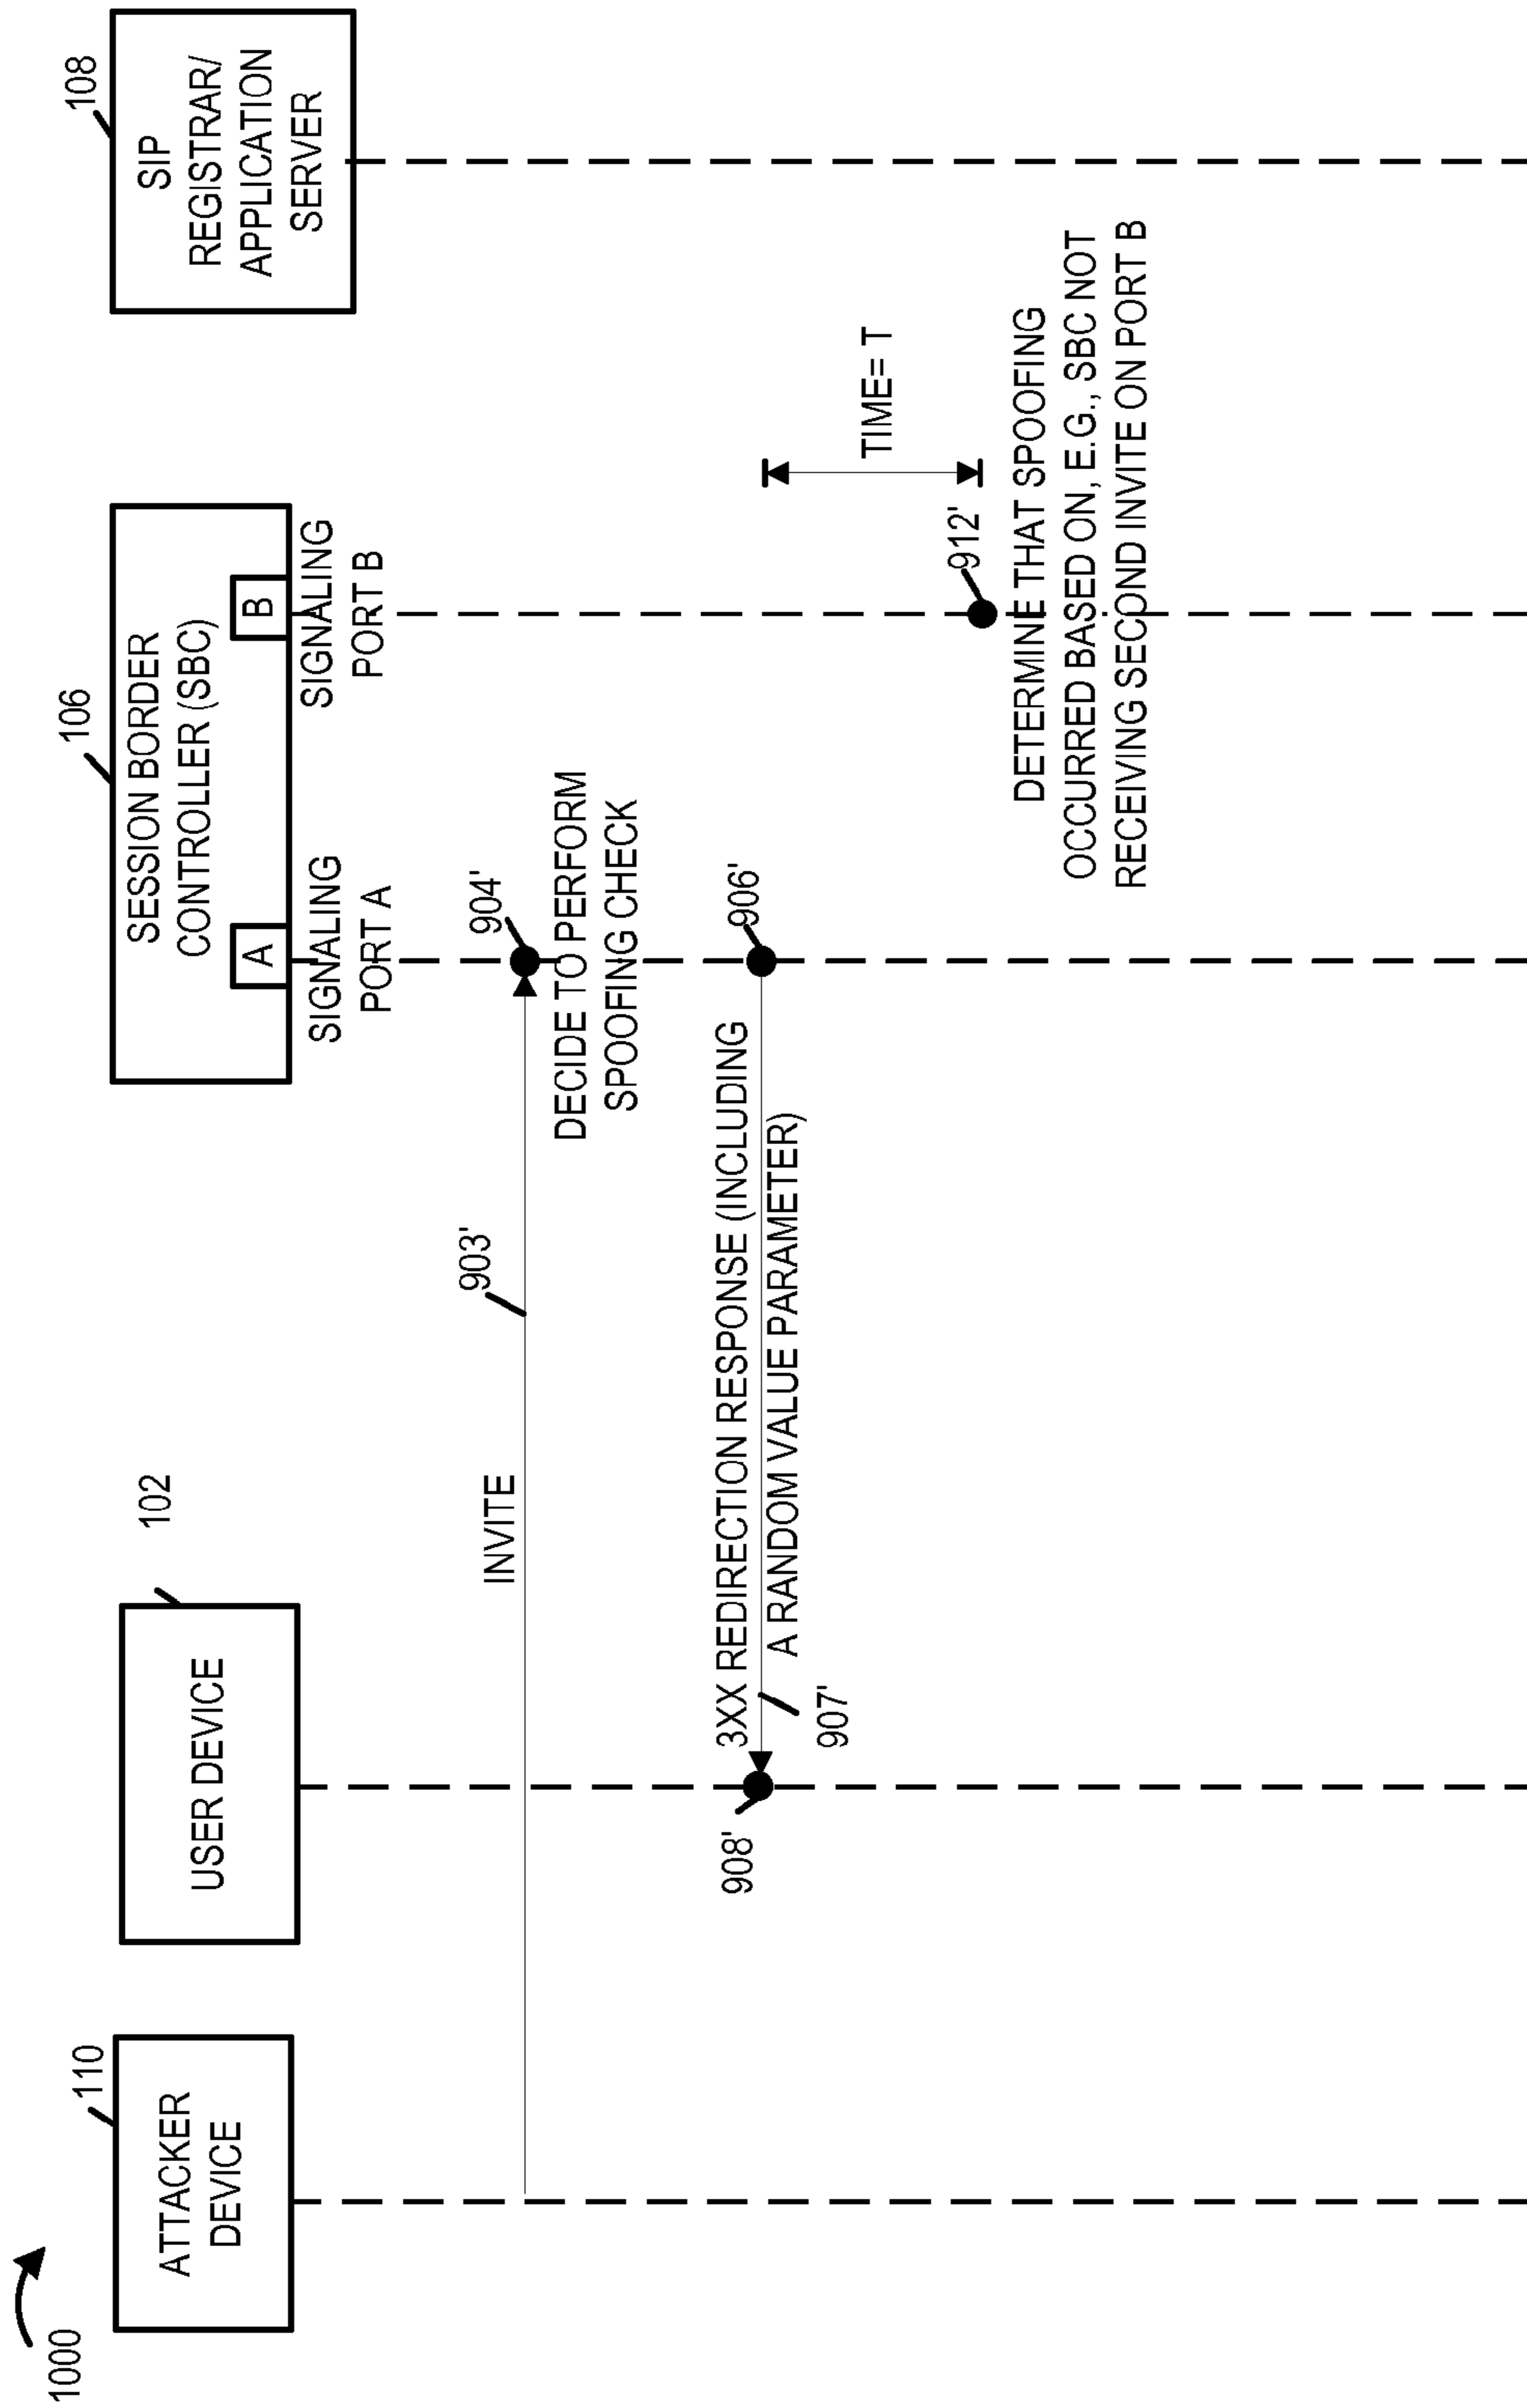 1000
110
ATTACKER
DEVICE
102
USER DEVICE
106
SESSION BORDER
CONTROLLER (SBC)
A
B
SIGNALING
PORT A
SIGNALING
PORT B
108
SIP
REGISTRAR/
APPLICATION
SERVER
INVITE
903'
904'
DECIDE TO PERFORM
SPOOFING CHECK
908'
3XX REDIRECTION RESPONSE (INCLUDING
A RANDOM VALUE PARAMETER)
907'
906'
TIME= T
912'
DETERMINE THAT SPOOFING
OCCURRED BASED ON, E.G., SBC NOT
RECEIVING SECOND INVITE ON PORT B